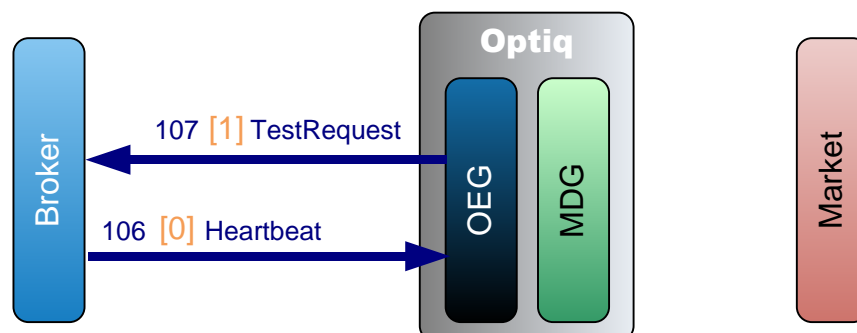 Optiq
107 [1] TestRequest
106 [0] Heartbeat
Broker
OEG
MDG
Market